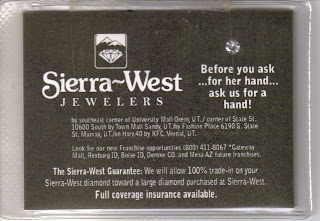 Sierra~West
JEWELERS
Before you ask
...for her hand...
ask us for a
hand!
by southeast corner of University Mall Orem, UT./ corner of State St.
10600 South by Town Mall Sandy, UT./by Fashion Place 6190 S. State
St. Murray, UT./on Hwy.40 by KFC, Vernal, UT.
Look for our new Franchise opportunities (800) 411-8067 *Gateway
Mall, Rexburg ID, Boise ID, Denver CO. and Mesa AZ future franchises.
The Sierra-West Guarantee: We will allow 100% trade-in on your
Sierra-West diamond toward a large diamond purchased at Sierra-West.
Full coverage insurance available.